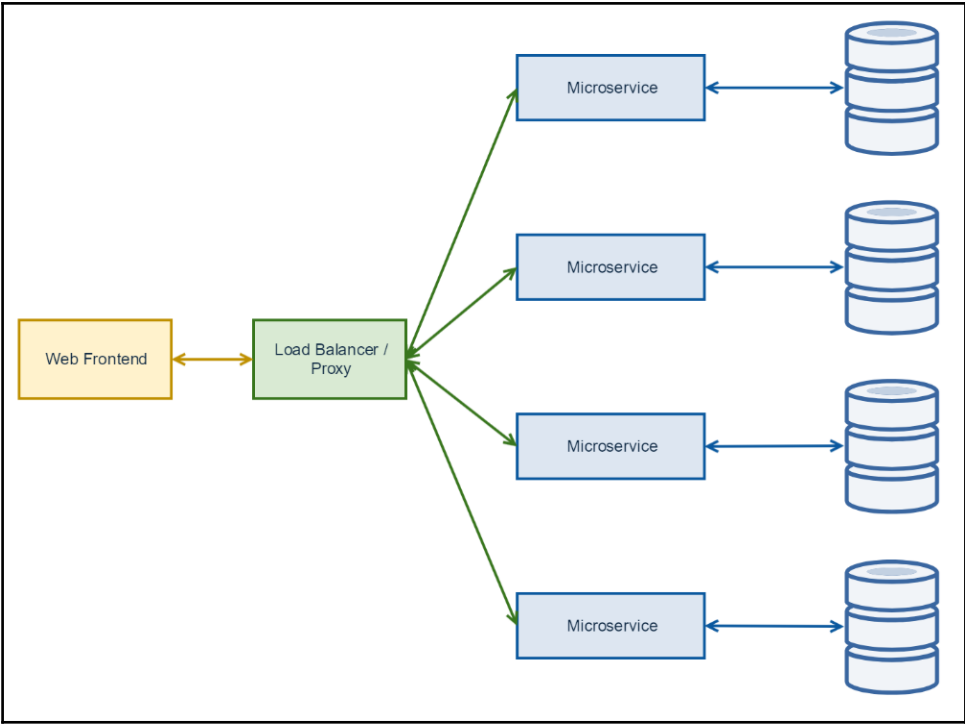 Microservice
Microservice
Web Frontend
Load Balancer /
Proxy
Microservice
Microservice